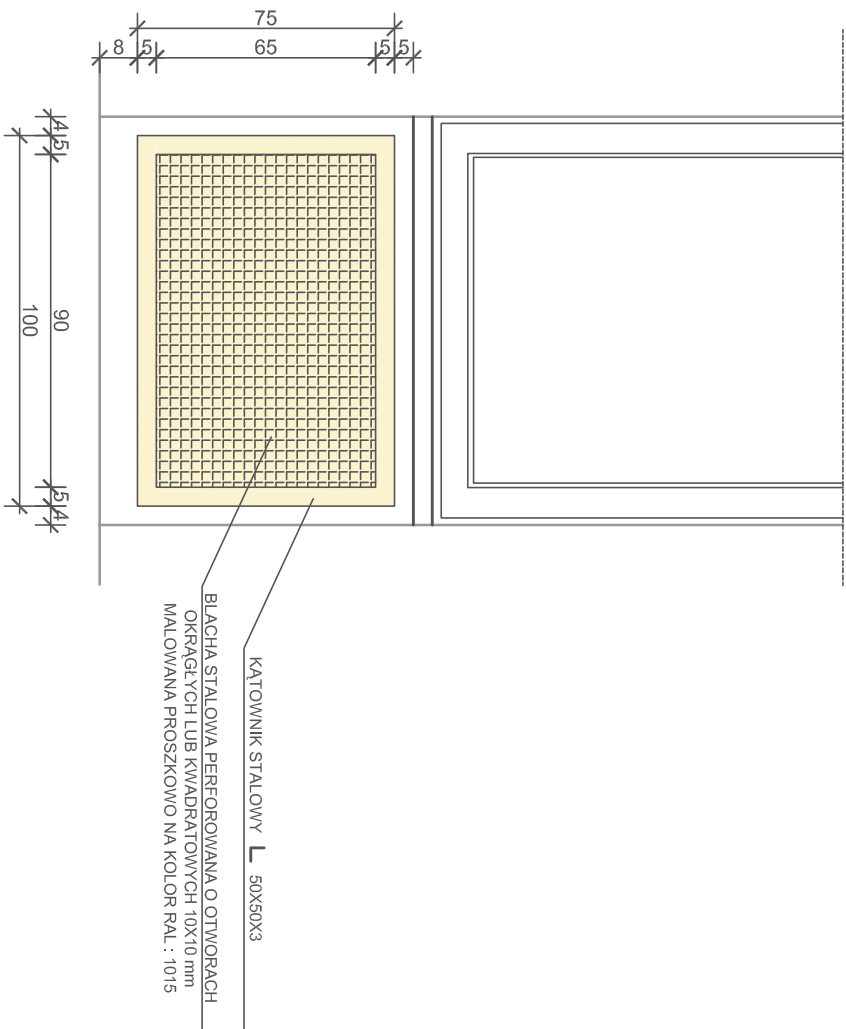 75
8 5 65 5 5
4 5 90 5 4
100
KĄTOWNIK STALOWY L 50X50X3
BLACHA STALOWA PERFOROWANA O OTWORACH
OKRĄGŁYCH LUB KWADRATOWYCH 10X10 mm
MALOWANA PROSZKOWO NA KOLOR RAL : 1015